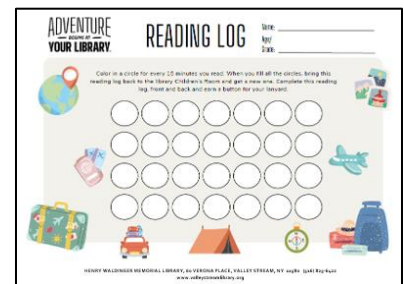 ADVENTURE
BEGINS AT
YOUR LIBRARY
READING LOG
Name:
Age/
Grade:
Color in a circle for every 15 minutes you read. When you fill all the circles, bring this
reading log back to the library Children's Room and get a new one. Complete this reading
log, front and back and earn a button for your lanyard.
HENRY WALDINGER MEMORIAL LIBRARY, 60 VERONA PLACE, VALLEY STREAM, NY
www.valleystreamlibrary.org